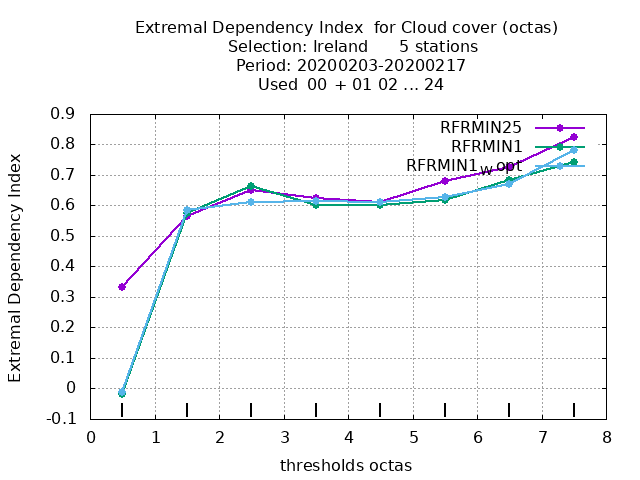 Extremal Dependency Index for Cloud cover (octas)
Selection: Ireland 5 stations
Period: 20200203-20200217
Used 00 + 01 02 ... 24
RFRMIN25
RFRMIN1
RFRMIN1wopt
Extremal Dependency Index
0.9
0.8
0.7
0.6
0.5
0.4
0.3
0.2
0.1
0
-0.1
0 1 2 3 4 5 6 7 8
thresholds octas